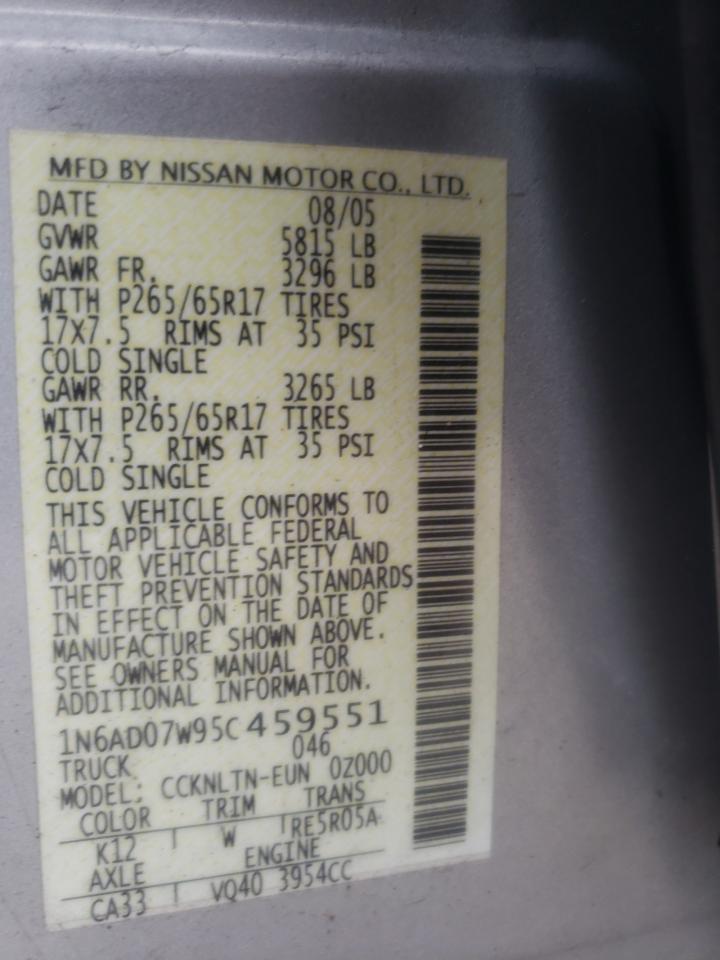 MFD BY NISSAN MOTOR CO., LTD.
DATE 08/05
GVWR 5815 LB
GAWR FR. 3296 LB
WITH P265/65R17 TIRES
17X7.5 RIMS AT 35 PSI
COLD SINGLE
GAWR RR. 3265 LB
WITH P265/65R17 TIRES
17X7.5 RIMS AT 35 PSI
COLD SINGLE
THIS VEHICLE CONFORMS TO
ALL APPLICABLE FEDERAL
MOTOR VEHICLE SAFETY AND
THEFT PREVENTION STANDARDS
IN EFFECT ON THE DATE OF
MANUFACTURE SHOWN ABOVE.
SEE OWNERS MANUAL FOR
ADDITIONAL INFORMATION.
1N6AD07W95C459551
TRUCK 046
MODEL: CCKNLTN-EUN 0Z000
COLOR TRIM TRANS
K12 W RE5R05A
AXLE ENGINE
CA33 VQ40 3954CC